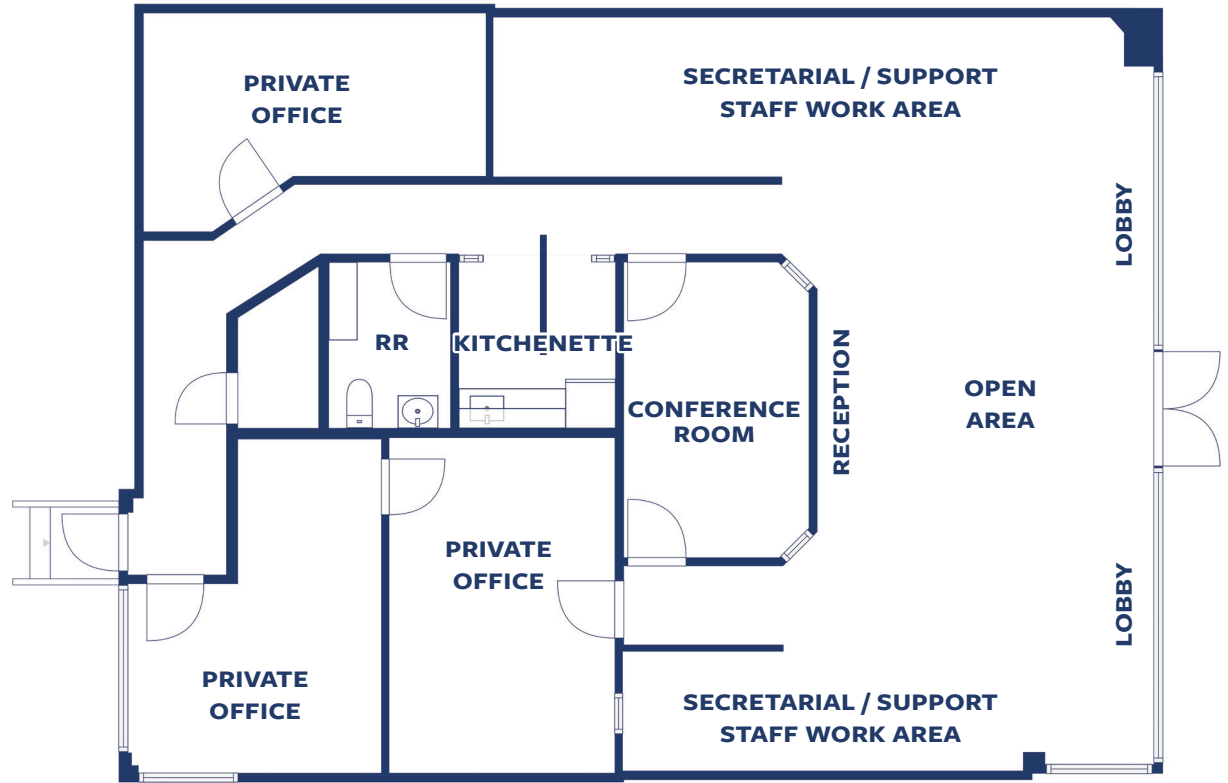 PRIVATE
OFFICE
SECRETARIAL / SUPPORT
STAFF WORK AREA
LOBBY
RR
KITCHENETTE
CONFERENCE
ROOM
RECEPTION
OPEN
AREA
PRIVATE
OFFICE
LOBBY
PRIVATE
OFFICE
SECRETARIAL / SUPPORT
STAFF WORK AREA